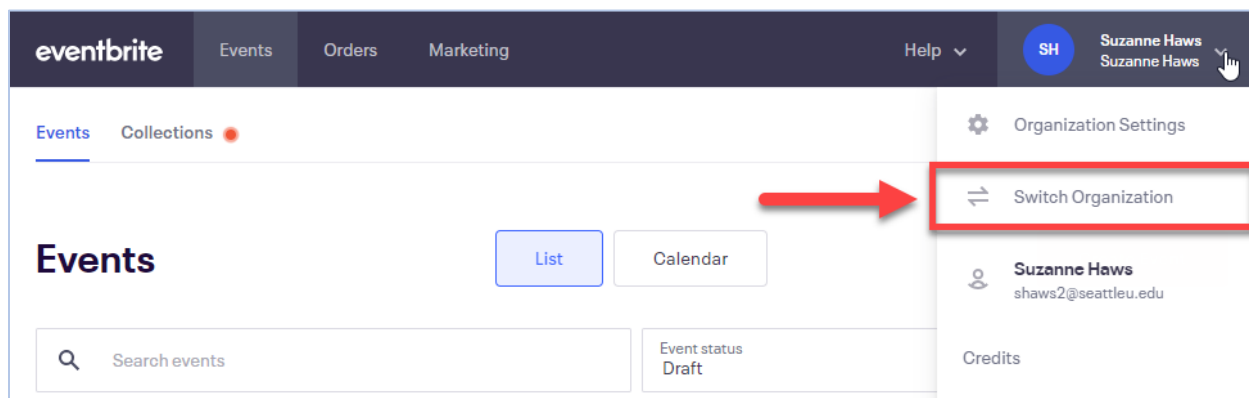 eventbrite Events Orders Marketing Help SH Suzanne Haws
Suzanne Haws
Events Collections
Organization Settings
Switch Organization
Events List Calendar
Suzanne Haws
shaws2@seattleu.edu
Search events
Event status
Draft
Credits